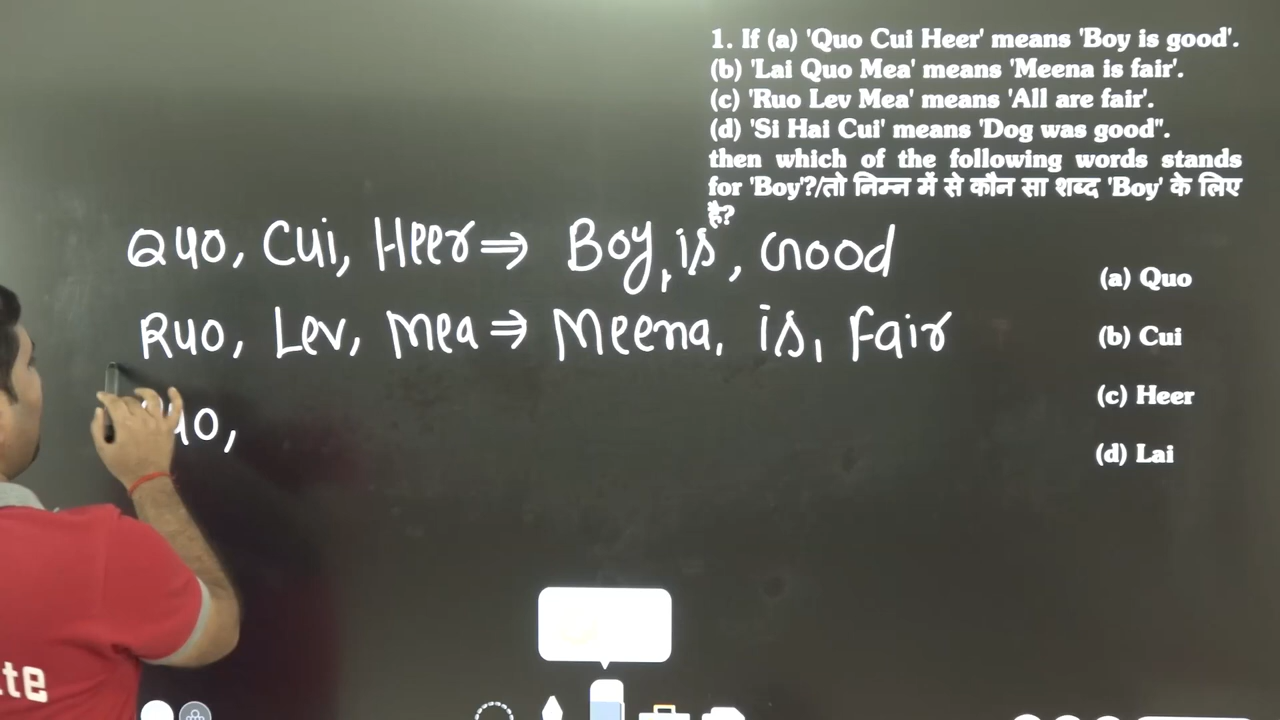 1. If (a) 'Quo Cui Heer' means 'Boy is good'.
(b) 'Lai Quo Mea' means 'Meena is fair'.
(c) 'Ruo Lev Mea' means 'All are fair'.
(d) 'Si Hai Cui' means 'Dog was good".
then which of the following words stands
for 'Boy'?/तो निम्न में से कौन सा शब्द 'Boy' के लिए
है?
Quo, Cui, Heer ⇒ Boy, is, Good
Ruo, Lev, Mea ⇒ Meena, is, Fair
uo,
(a) Quo
(b) Cui
(c) Heer
(d) Lai
te